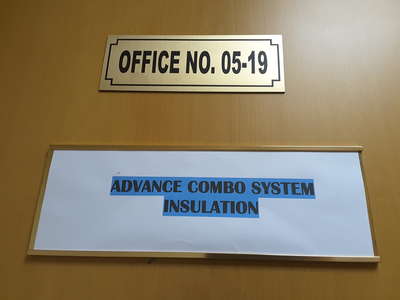 OFFICE NO. 05-19
ADVANCE COMBO SYSTEM
INSULATION